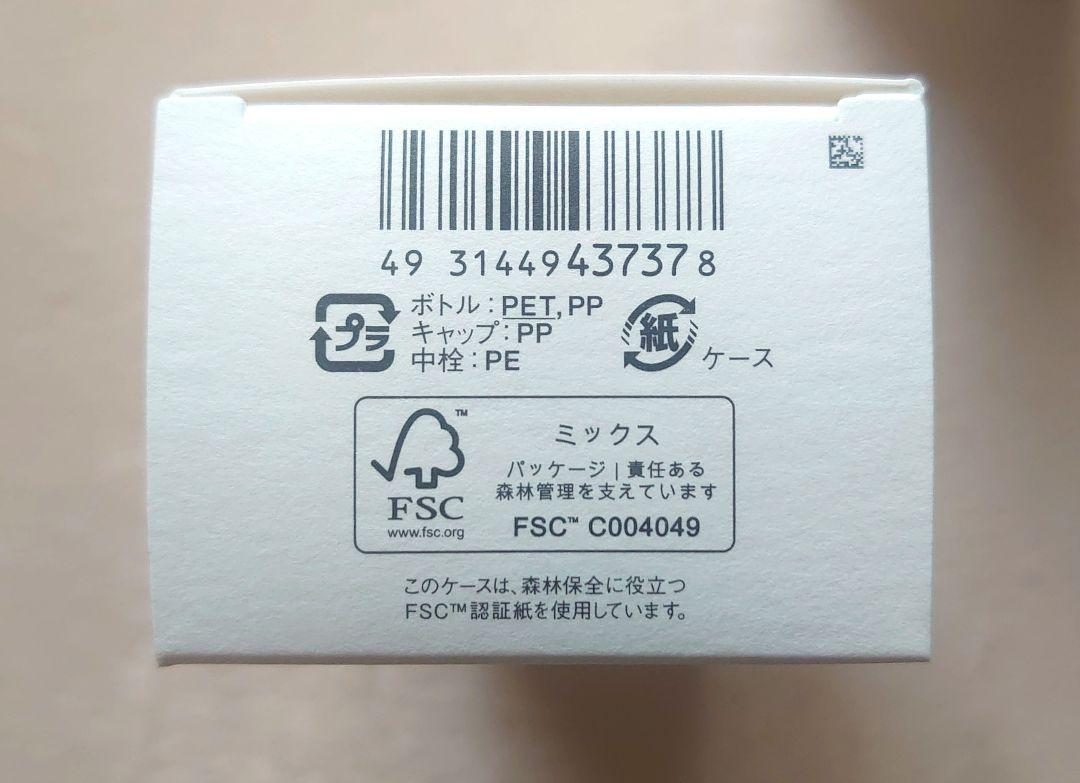 49 31449437378
プラ
ボトル：PET, PP
キャップ：PP
中栓：PE
紙
ケース
FSC
www.fsc.org
ミックス
パッケージ | 責任ある
森林管理を支えています
FSC™ C004049
このケースは、森林保全に役立つ
FSC™認証紙を使用しています。